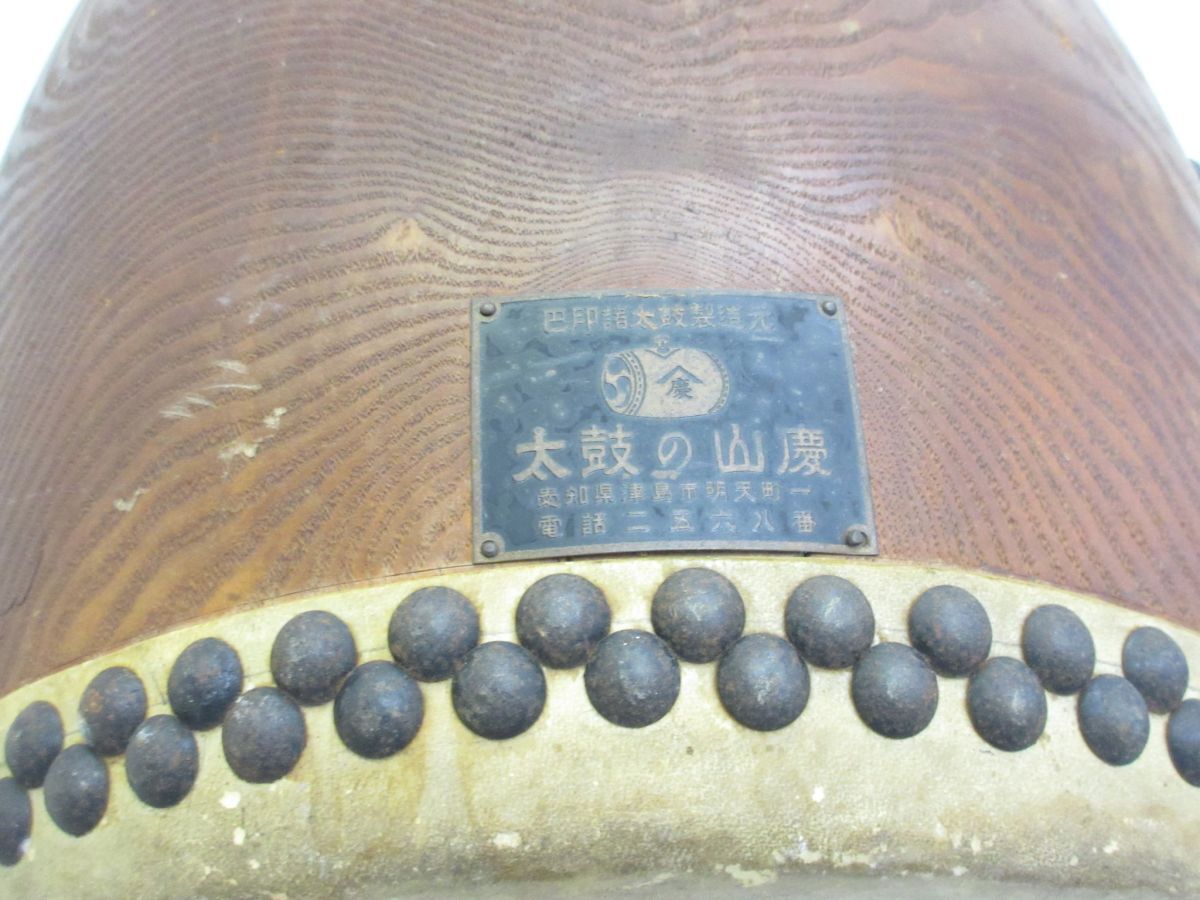 巴印諸太鼓製造元
慶
太鼓の山慶
愛知県津島市明天町一
電話二五六八番